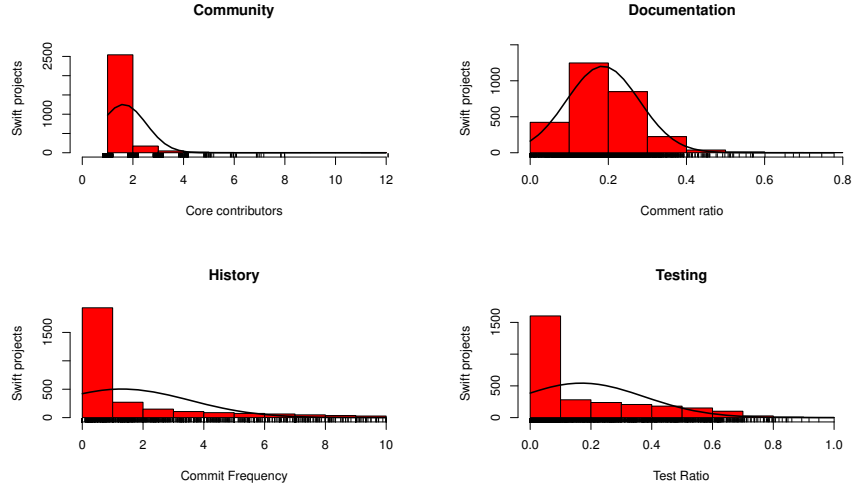 Community
Swift projects
2500
1000
0
0 2 4 6 8 10 12
Core contributors
Documentation
Swift projects
1000
500
0
0.0 0.2 0.4 0.6 0.8
Comment ratio
History
Swift projects
1500
500
0
0 2 4 6 8 10
Commit Frequency
Testing
Swift projects
1500
500
0
0.0 0.2 0.4 0.6 0.8 1.0
Test Ratio